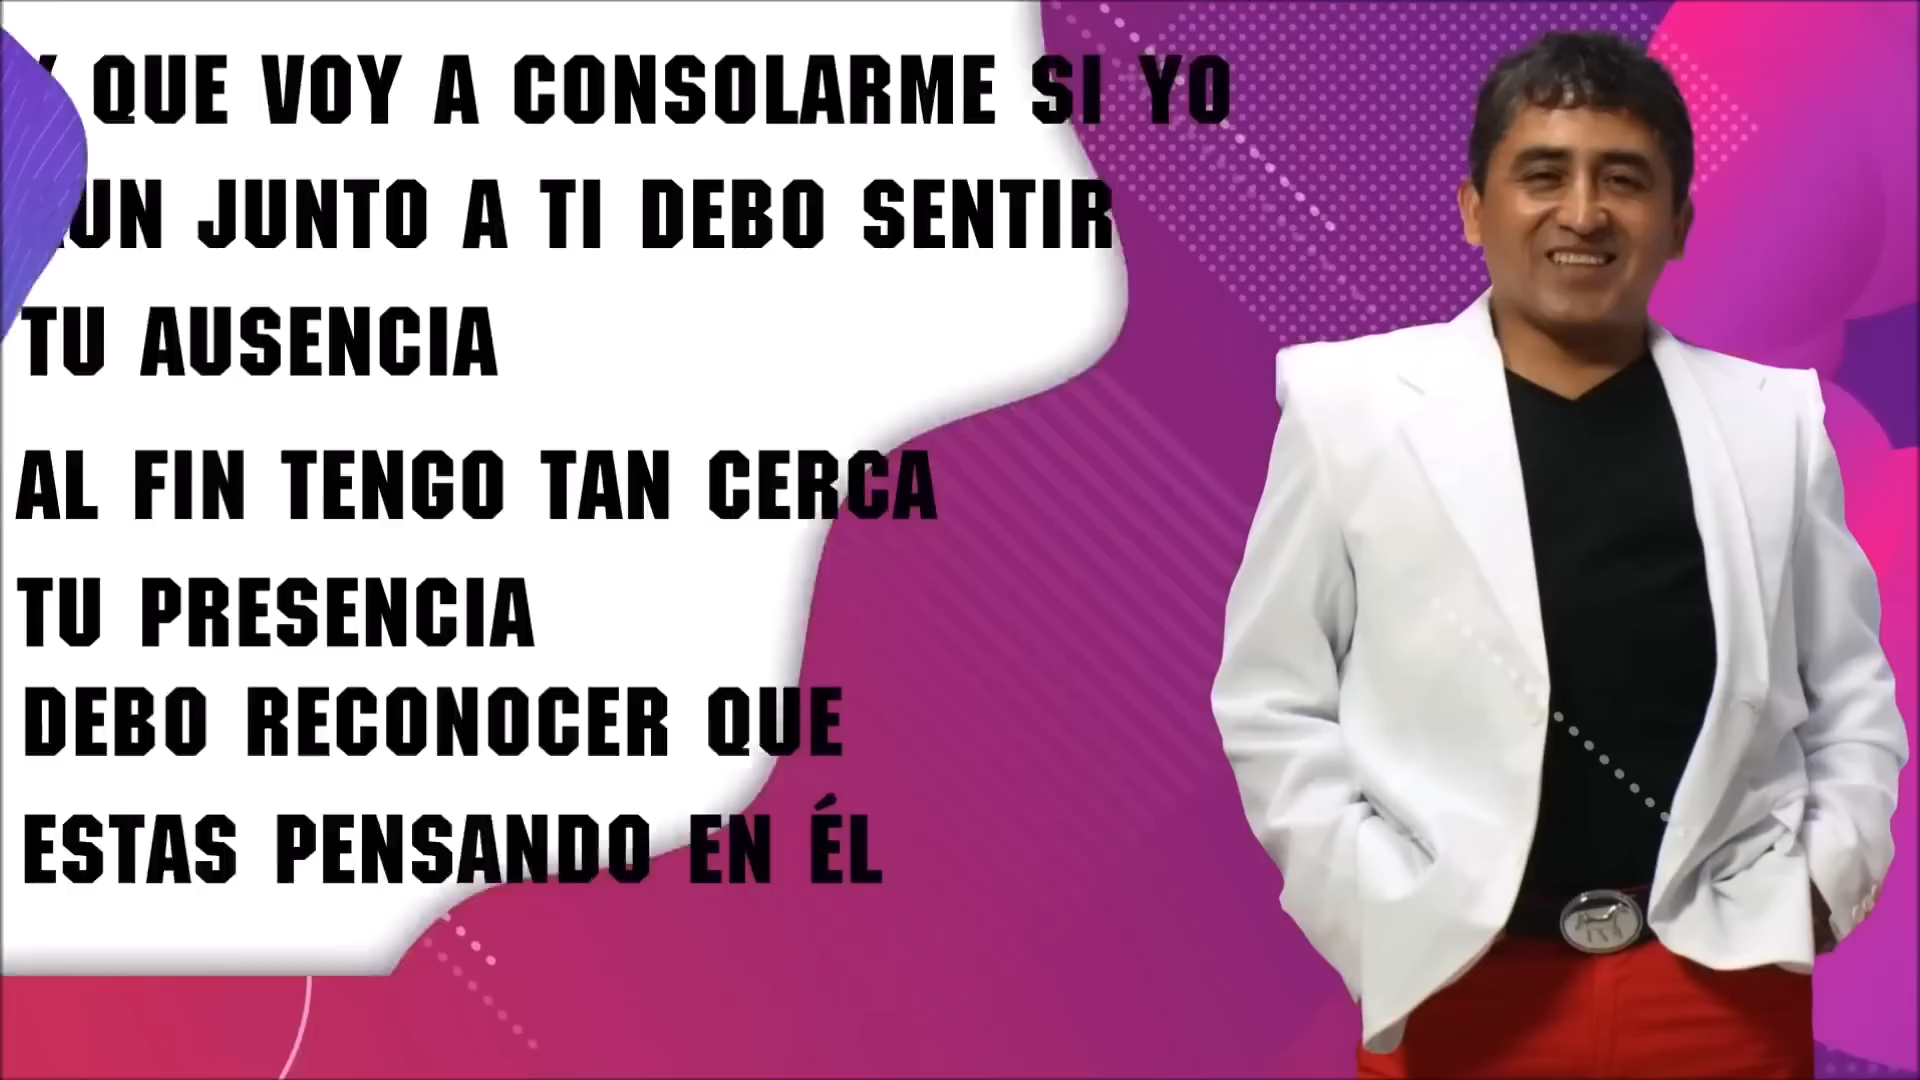 Y QUE VOY A CONSOLARME SI YO
AUN JUNTO A TI DEBO SENTIR
TU AUSENCIA
AL FIN TENGO TAN CERCA
TU PRESENCIA
DEBO RECONOCER QUE
ESTAS PENSANDO EN ÉL